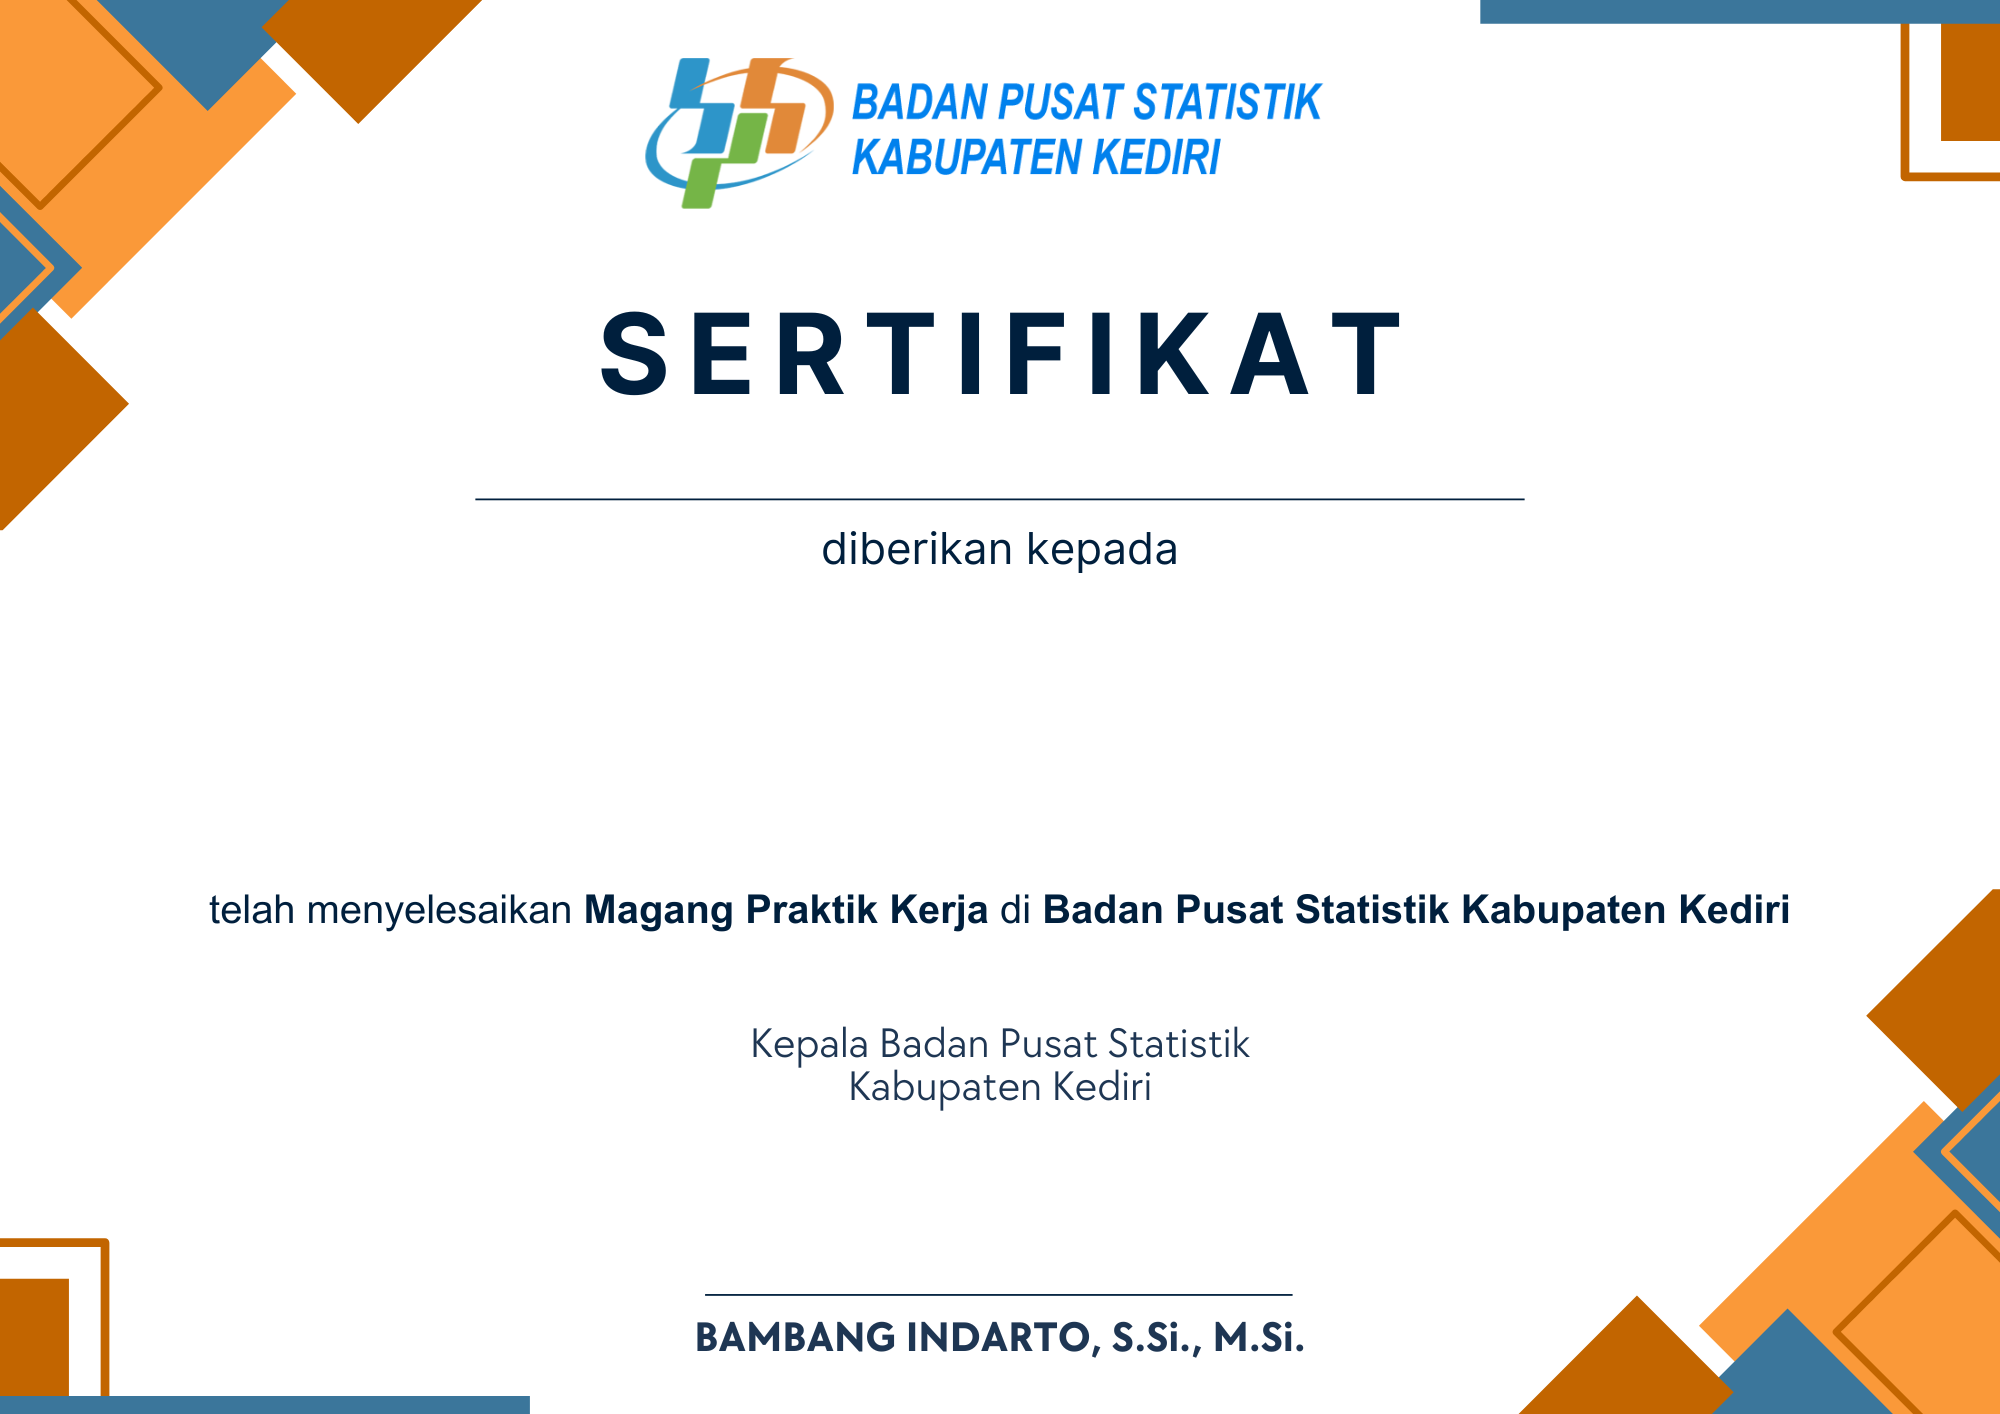 BADAN PUSAT STATISTIK
KABUPATEN KEDIRI
SERTIFIKAT
diberikan kepada
telah menyelesaikan Magang Praktik Kerja di Badan Pusat Statistik Kabupaten Kediri
Kepala Badan Pusat Statistik
Kabupaten Kediri
BAMBANG INDARTO, S.Si., M.Si.